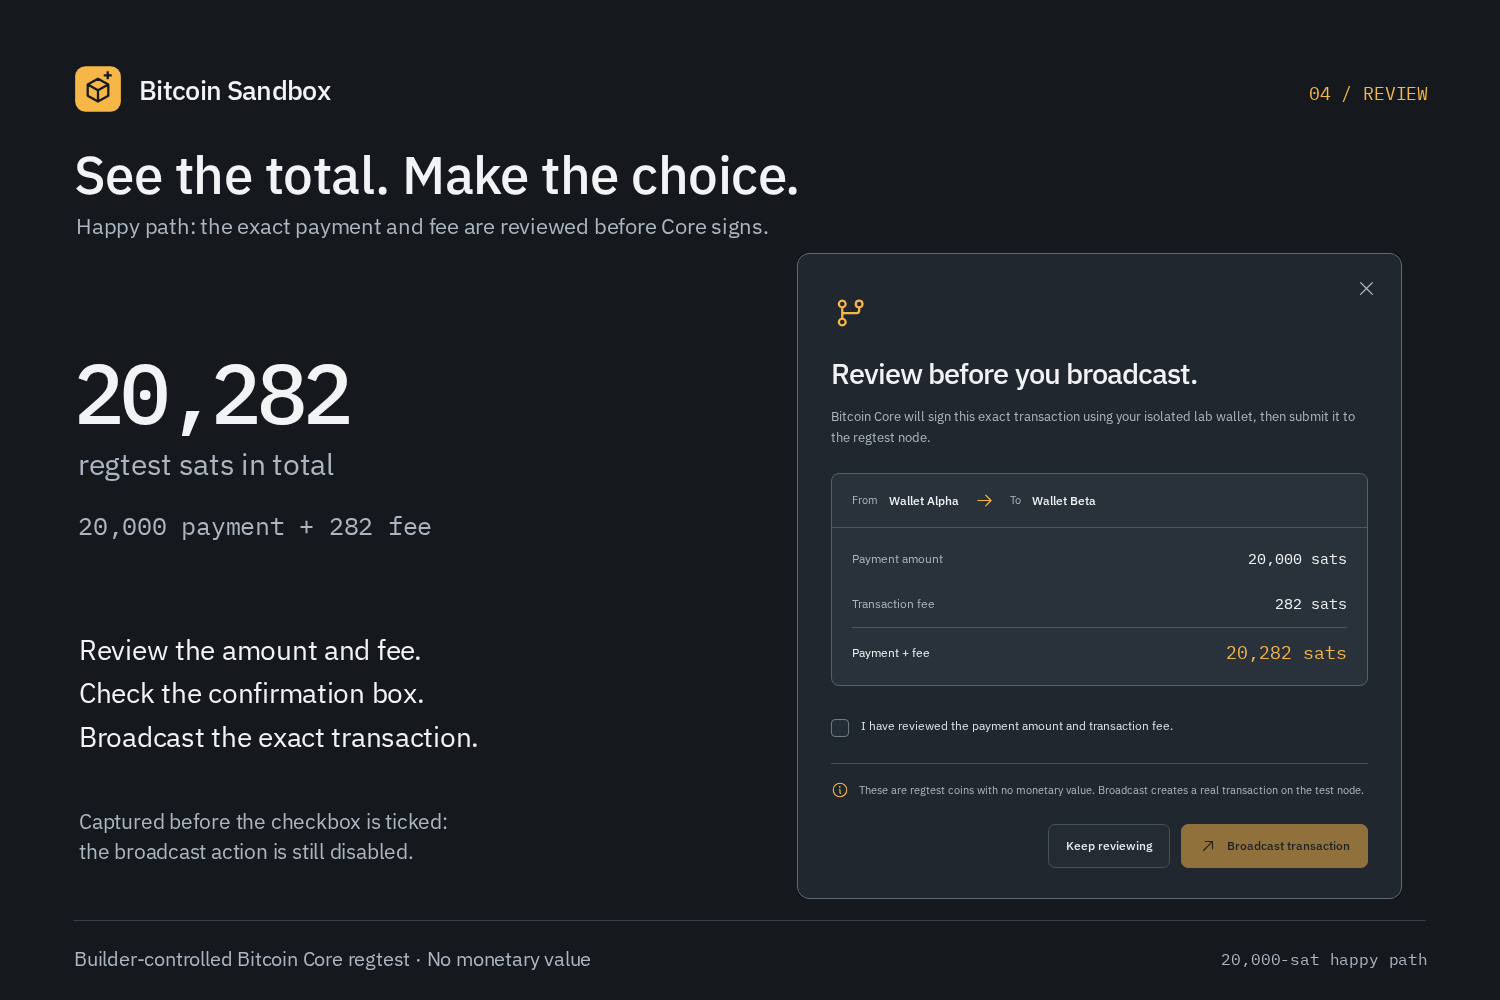 Bitcoin Sandbox
04 / REVIEW
See the total. Make the choice.
Happy path: the exact payment and fee are reviewed before Core signs.
20,282
regtest sats in total
20,000 payment + 282 fee
Review the amount and fee.
Check the confirmation box.
Broadcast the exact transaction.
Captured before the checkbox is ticked:
the broadcast action is still disabled.
Review before you broadcast.
Bitcoin Core will sign this exact transaction using your isolated lab wallet, then submit it to
the regtest node.
From Wallet Alpha → To Wallet Beta
Payment amount 20,000 sats
Transaction fee 282 sats
Payment + fee 20,282 sats
I have reviewed the payment amount and transaction fee.
These are regtest coins with no monetary value. Broadcast creates a real transaction on the test node.
Keep reviewing Broadcast transaction
Builder-controlled Bitcoin Core regtest · No monetary value
20,000-sat happy path